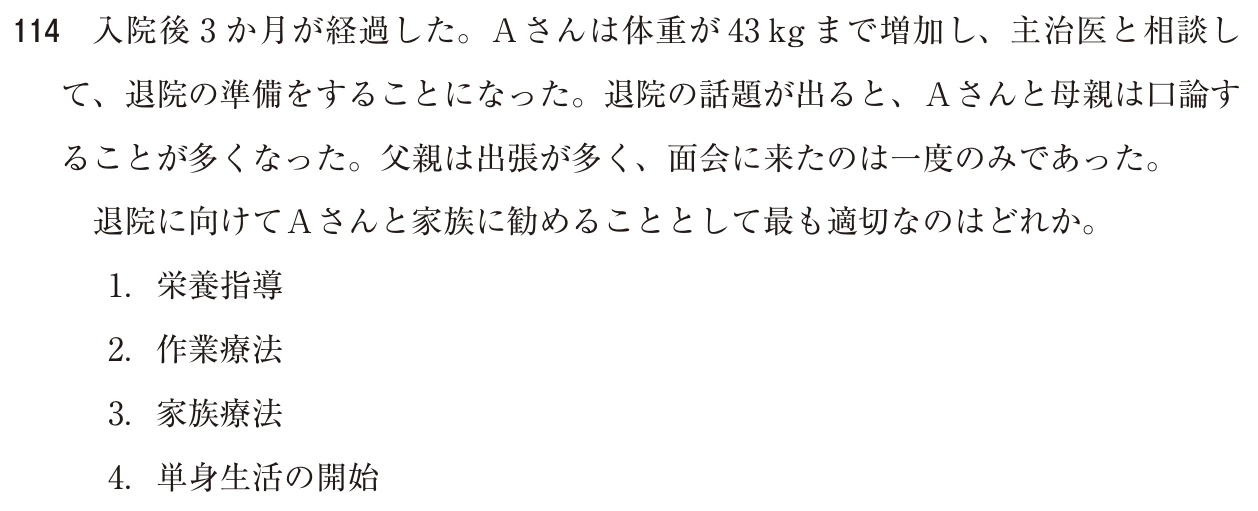 114 入院後3か月が経過した。Aさんは体重が43 kgまで増加し、主治医と相談し
て、退院の準備をすることになった。退院の話題が出ると、Aさんと母親は口論す
ることが多くなった。父親は出張が多く、面会に来たのは一度のみであった。
退院に向けてAさんと家族に勧めることとして最も適切なのはどれか。
1. 栄養指導
2. 作業療法
3. 家族療法
4. 単身生活の開始